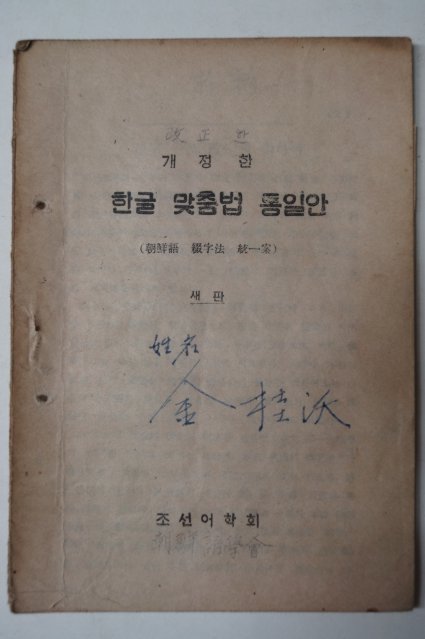 改正한
개정한
한글 맞춤법 통일안
(朝鮮語 綴字法 統一案)
새판
姓名
金桂沃
조선어학회
朝鮮語學會